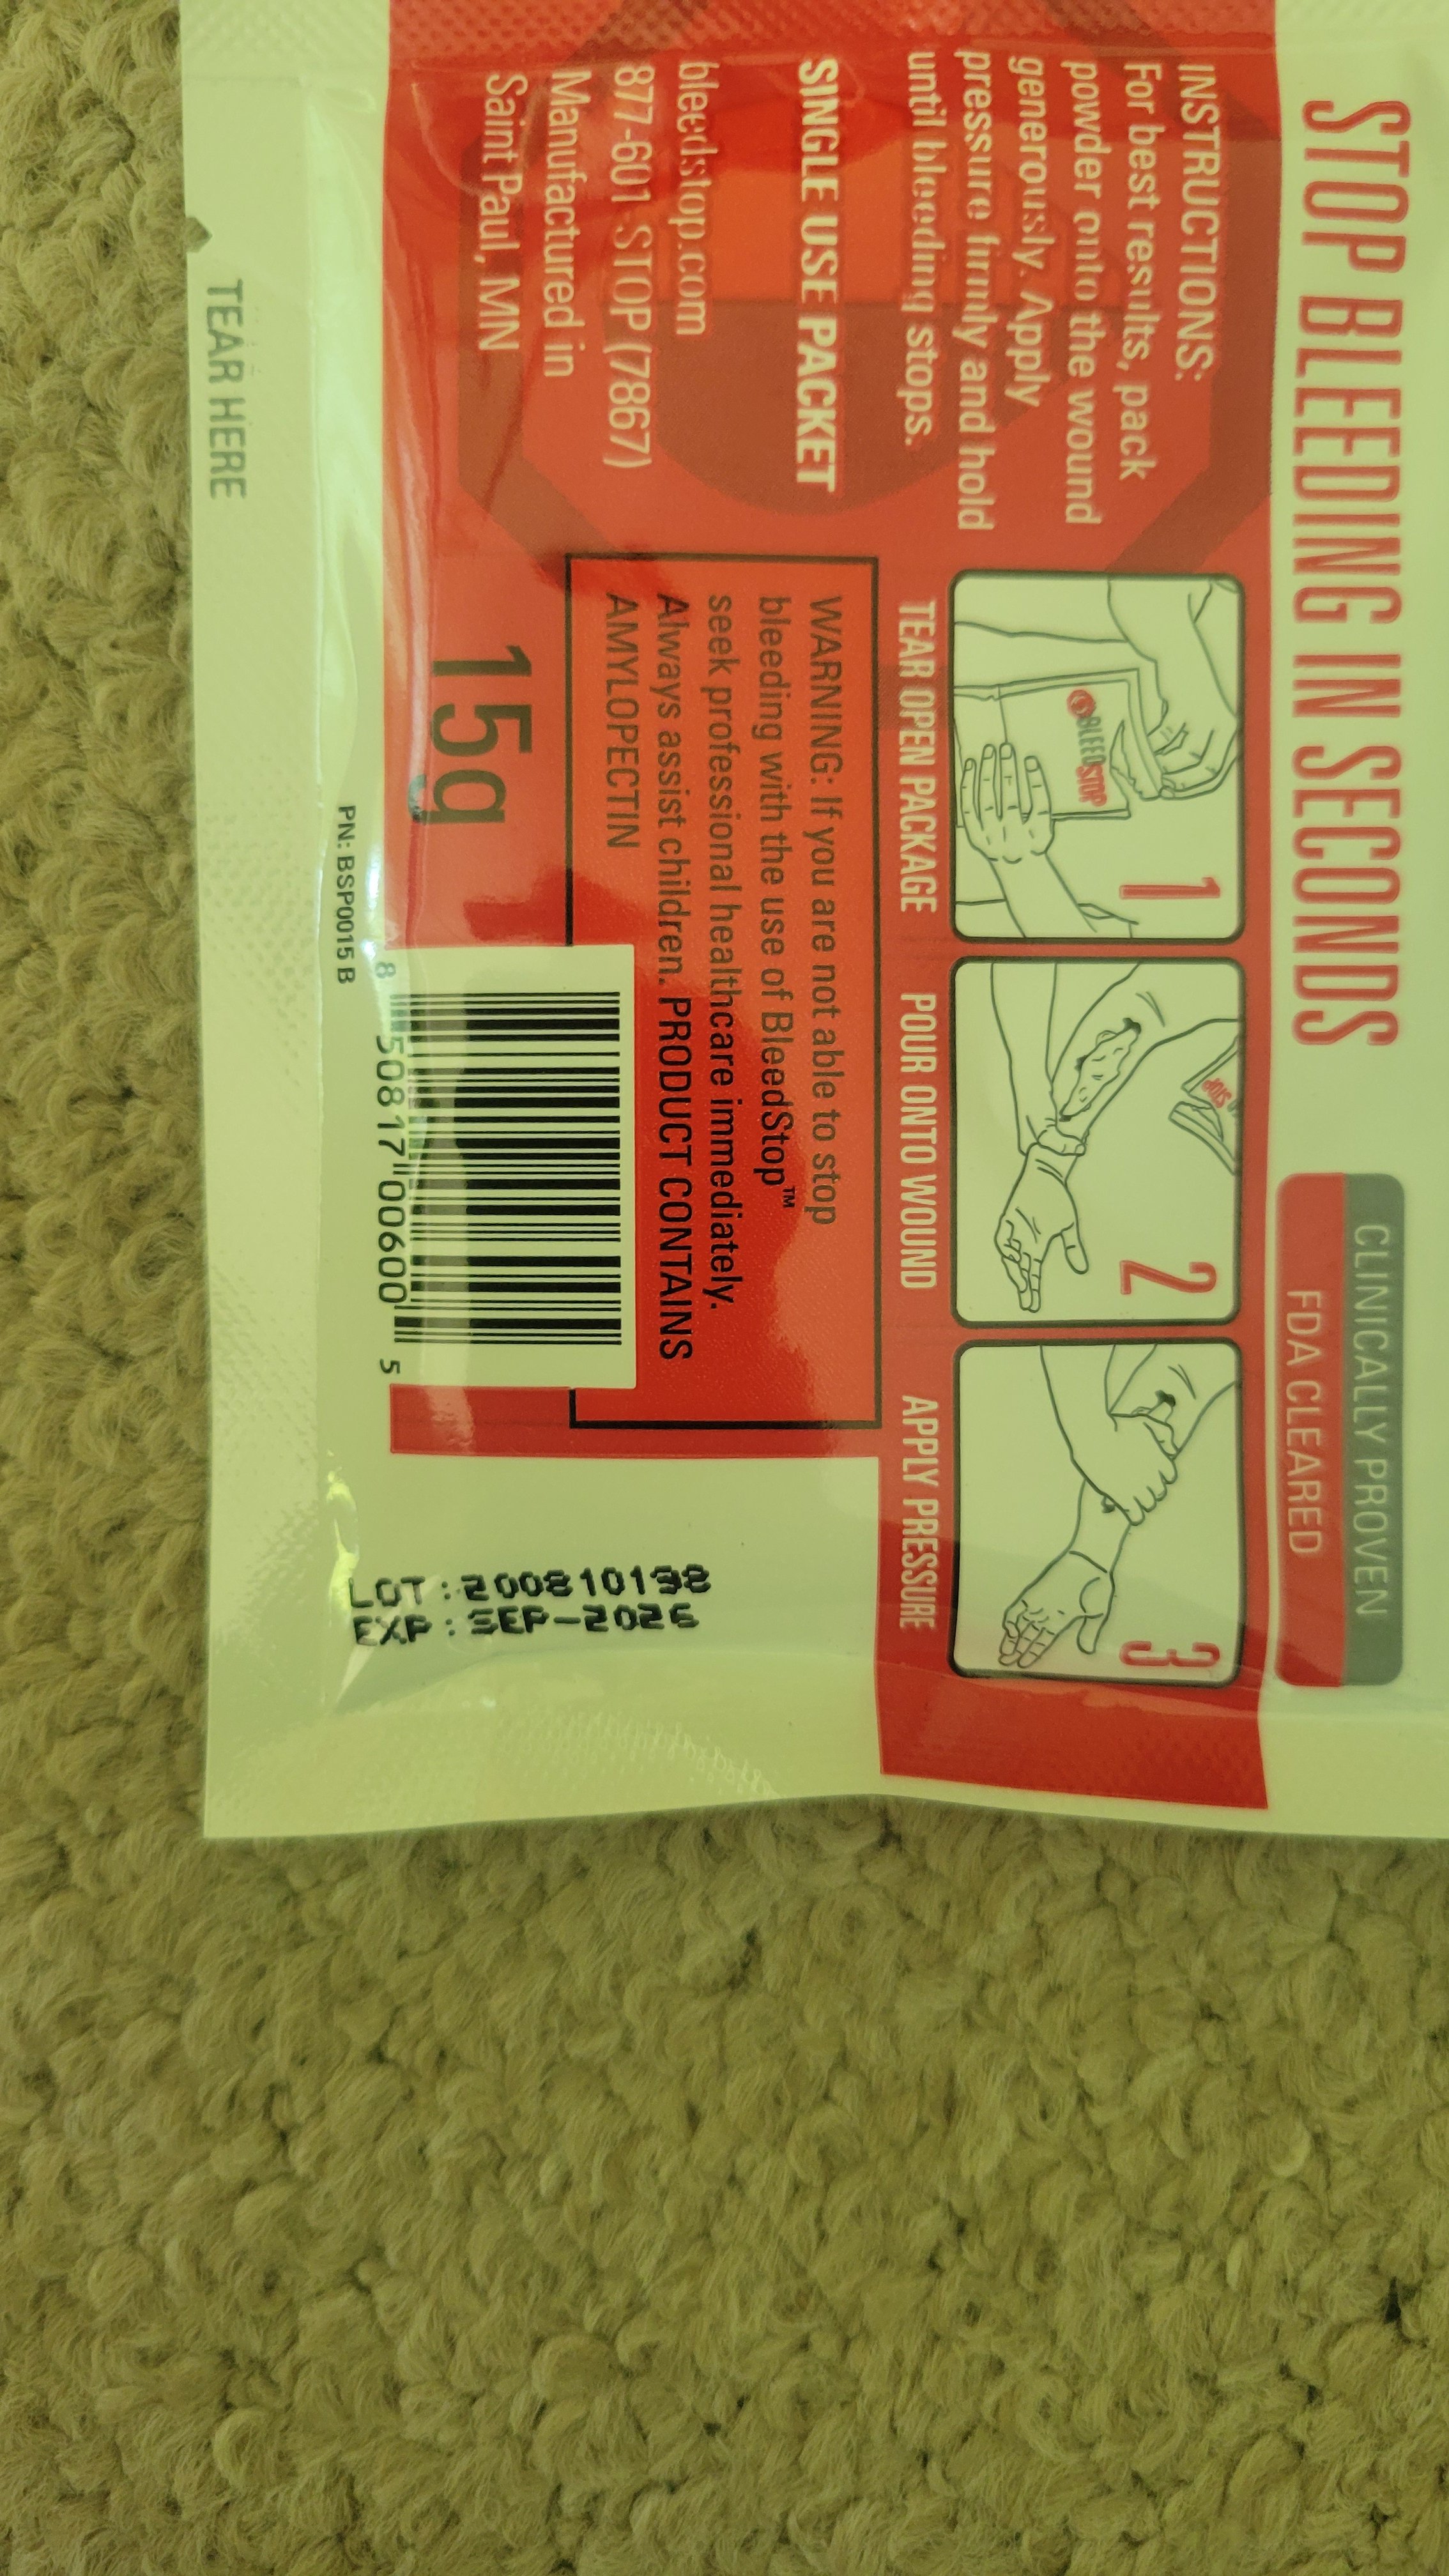 STOP BLEEDING IN SECONDS
CLINICALLY PROVEN
FDA CLEARED
INSTRUCTIONS:
For best results, pack
powder onto the wound
generously. Apply
pressure firmly and hold
until bleeding stops.
SINGLE USE PACKET
bleedstop.com
877-601-STOP (7867)
Manufactured in
Saint Paul, MN
1
BLEEDSTOP
TEAR OPEN PACKAGE
2
STOP
POUR ONTO WOUND
3
APPLY PRESSURE
WARNING: If you are not able to stop
bleeding with the use of BleedStop™
seek professional healthcare immediately.
Always assist children. PRODUCT CONTAINS
AMYLOPECTIN
15g
8 50817 00600 5
PN: BSP0015 B
LOT : 200810198
EXP : SEP-2026
TEAR HERE